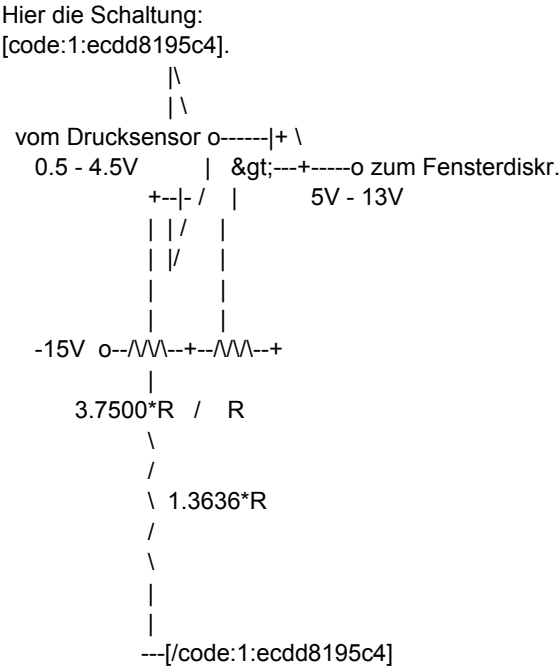 Hier die Schaltung:
[code:1:ecdd8195c4].
|\
| \
vom Drucksensor o------|+ \
0.5 - 4.5V | &gt;---+-----o zum Fensterdiskr.
+--|- / | 5V - 13V
| | / |
| |/ |
| |
| |
-15V o--/\/\/\--+--/\/\/\--+
|
3.7500*R / R
\
/
\ 1.3636*R
/
\
|
|
---[/code:1:ecdd8195c4]